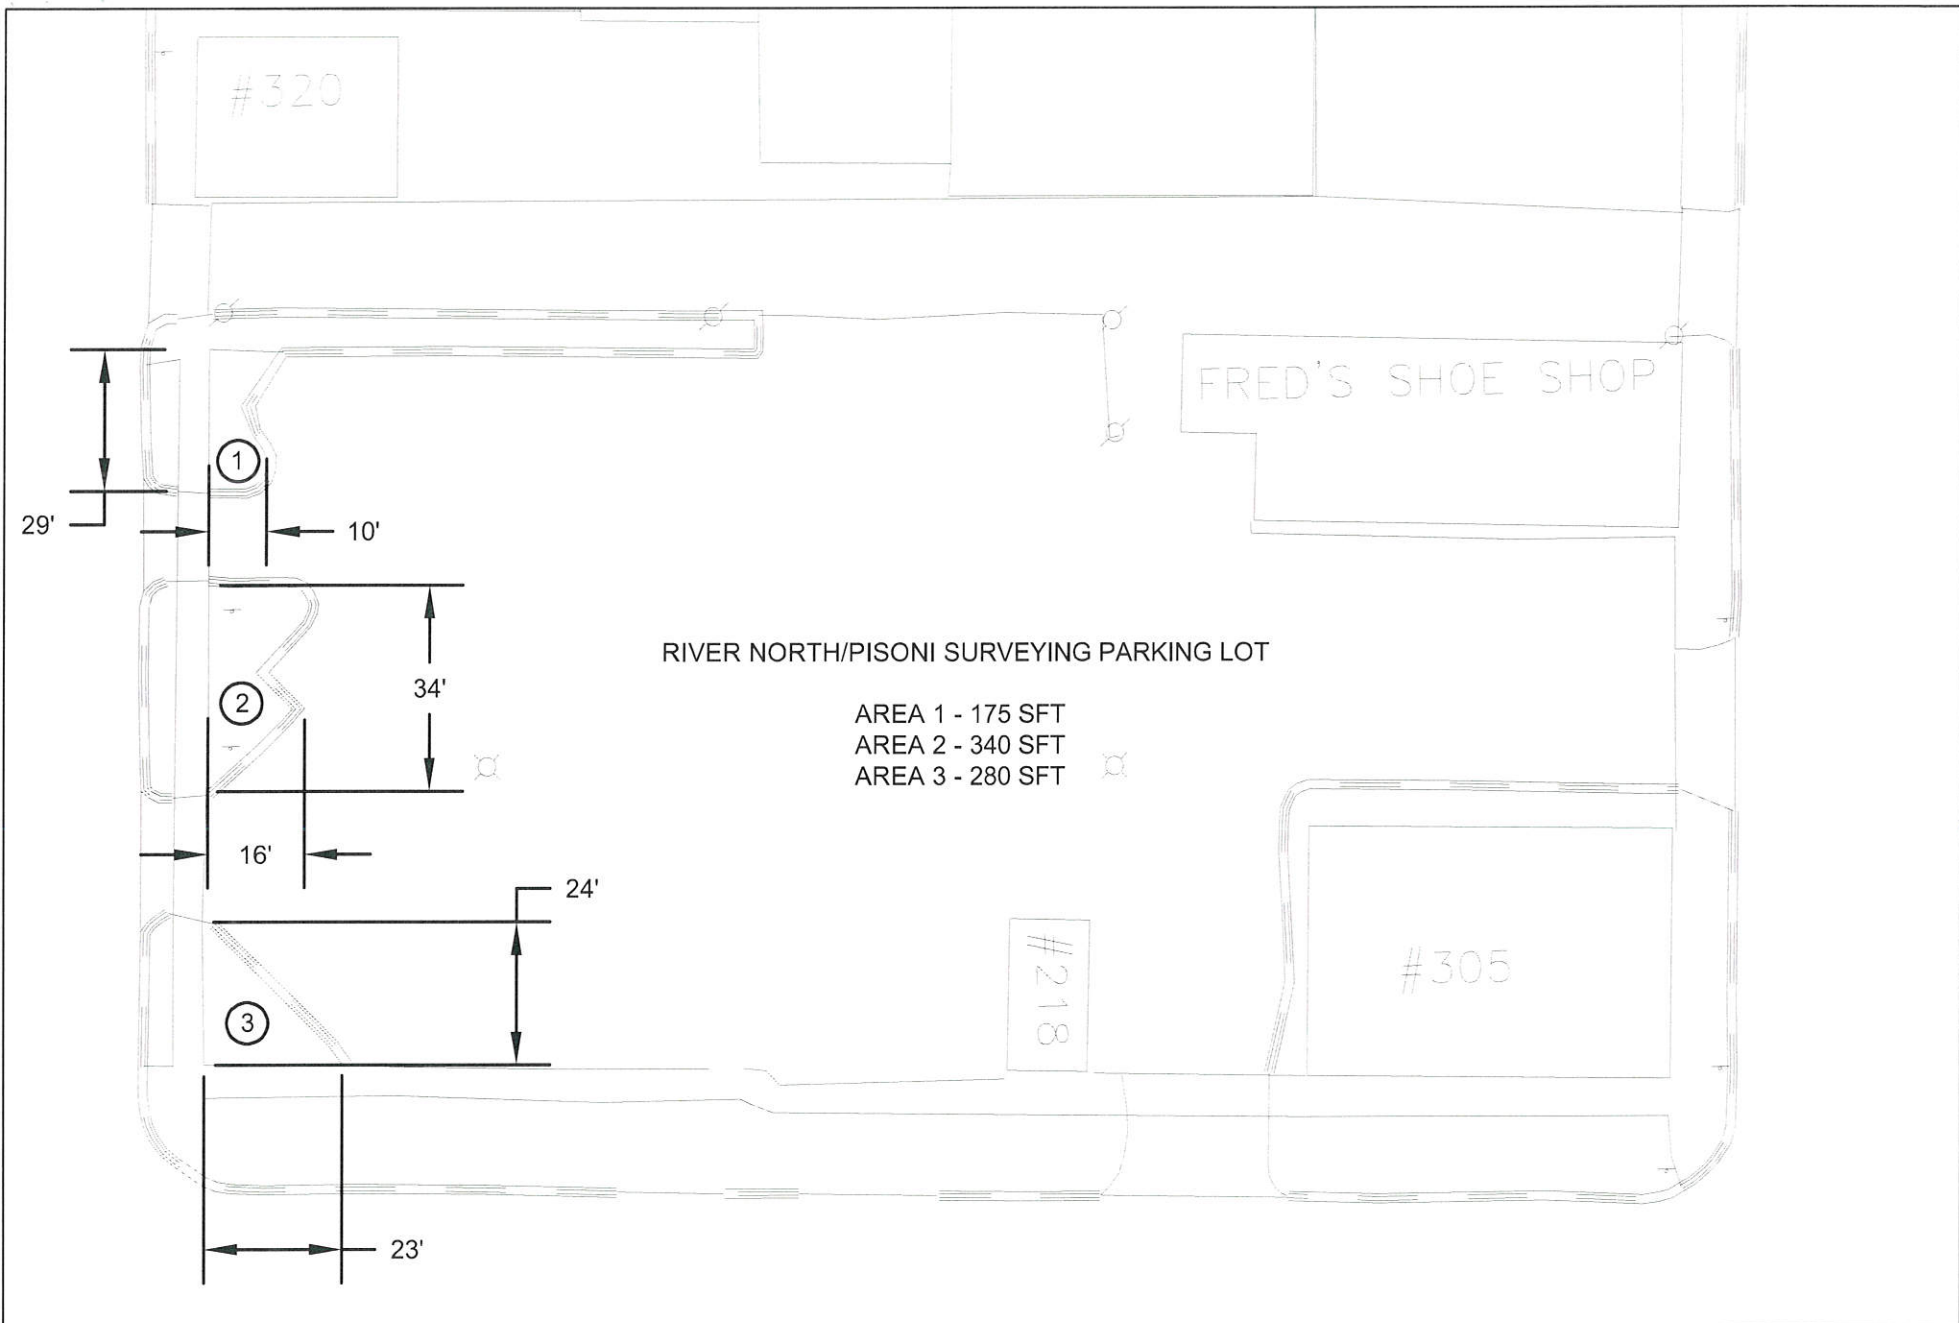 #320
FRED'S SHOE SHOP
1
29'
10'
RIVER NORTH/PISONI SURVEYING PARKING LOT
34'
2
AREA 1 - 175 SFT
AREA 2 - 340 SFT
AREA 3 - 280 SFT
16'
24'
#218
#305
3
23'